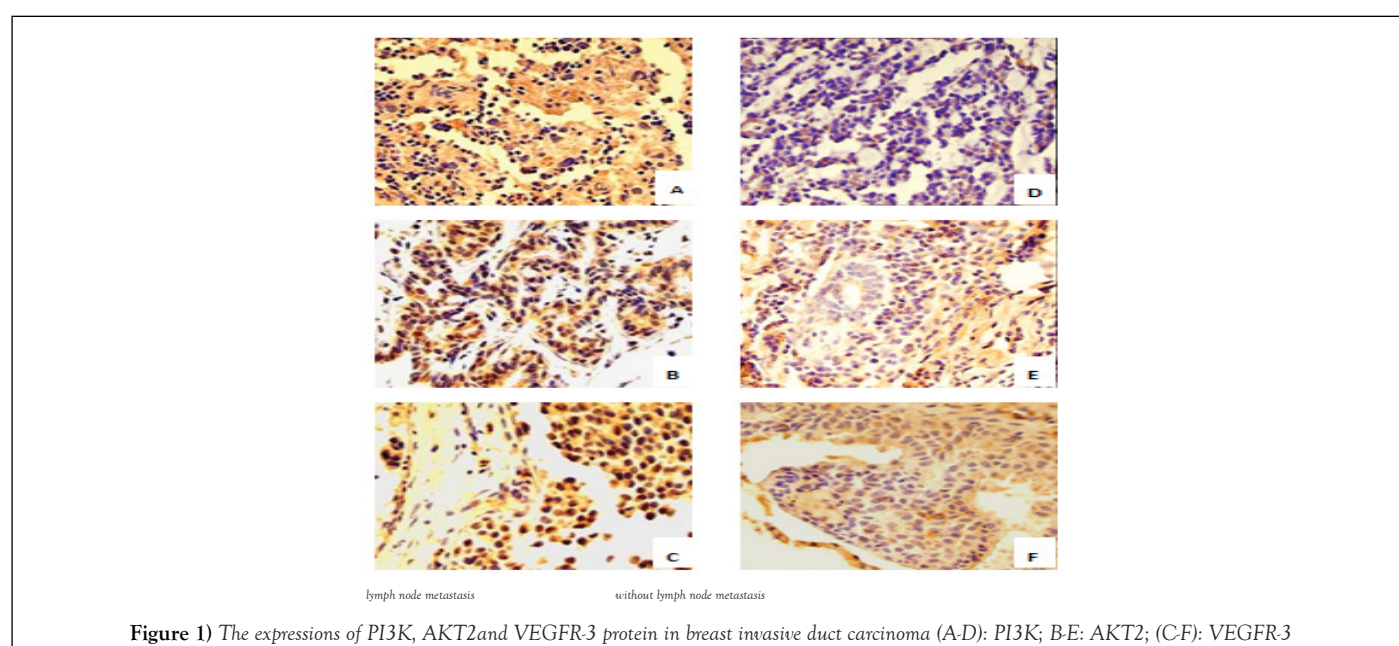 A
D
B
E
C
F
lymph node metastasis without lymph node metastasis
Figure 1) The expressions of PI3K, AKT2and VEGFR-3 protein in breast invasive duct carcinoma (A-D): PI3K; B-E: AKT2; (C-F): VEGFR-3